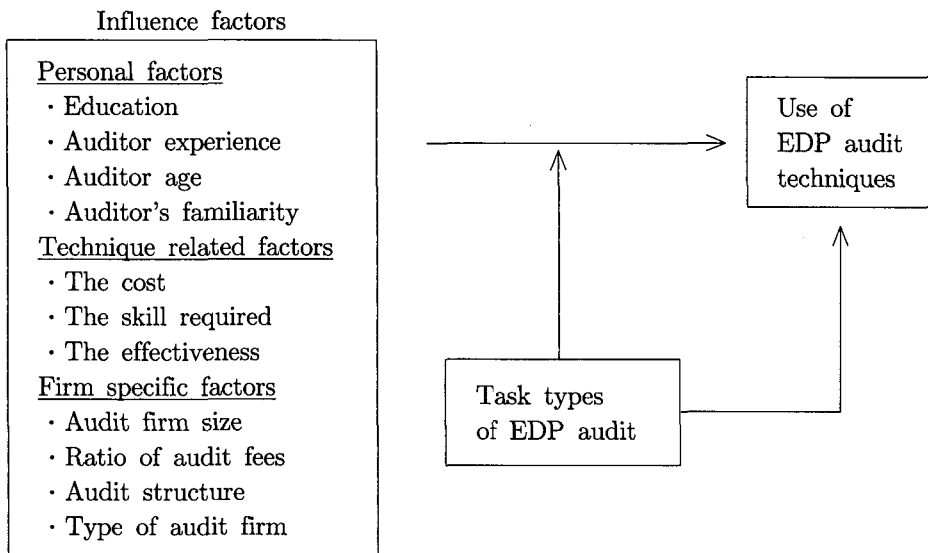 Influence factors
Personal factors
· Education
· Auditor experience
· Auditor age
· Auditor's familiarity
Technique related factors
· The cost
· The skill required
· The effectiveness
Firm specific factors
· Audit firm size
· Ratio of audit fees
· Audit structure
· Type of audit firm
Use of
EDP audit
techniques
Task types
of EDP audit